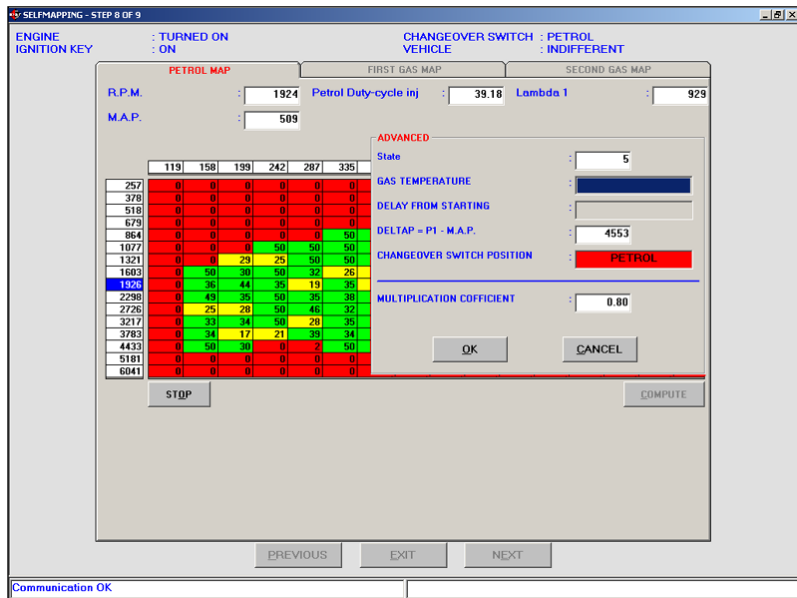 SELFMAPPING - STEP 8 OF 9
ENGINE : TURNED ON CHANGEOVER SWITCH : PETROL
IGNITION KEY : ON VEHICLE : INDIFFERENT
PETROL MAP FIRST GAS MAP SECOND GAS MAP
R.P.M. : 1924 Petrol Duty-cycle inj : 39.18 Lambda 1 : 929
M.A.P. : 509
ADVANCED
State : 5
GAS TEMPERATURE :
DELAY FROM STARTING :
DELTAP = P1 - M.A.P. : 4553
CHANGEOVER SWITCH POSITION : PETROL
MULTIPLICATION COFFICIENT : 0.80
OK CANCEL
119 158 199 242 287 335
257 0 0 0 0 0 0
378 0 0 0 0 0 0
518 0 0 0 0 0 0
679 0 0 0 0 0 0
864 0 0 0 0 0 50
1077 0 0 0 50 50 50
1321 0 0 29 25 50 50
1603 0 50 30 50 32 26
1926 0 36 44 35 19 35
2298 0 49 35 50 35 38
2726 0 25 28 50 46 32
3217 0 33 34 50 28 35
3783 0 34 17 21 39 34
4433 0 50 30 0 2 50
5181 0 0 0 0 0 0
6041 0 0 0 0 0 0
STOP COMPUTE
PREVIOUS EXIT NEXT
Communication OK